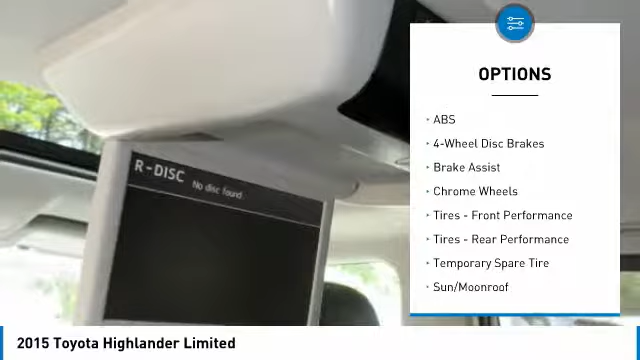 R-DISC
No disc found.
OPTIONS
ABS
4-Wheel Disc Brakes
Brake Assist
Chrome Wheels
Tires - Front Performance
Tires - Rear Performance
Temporary Spare Tire
Sun/Moonroof
2015 Toyota Highlander Limited